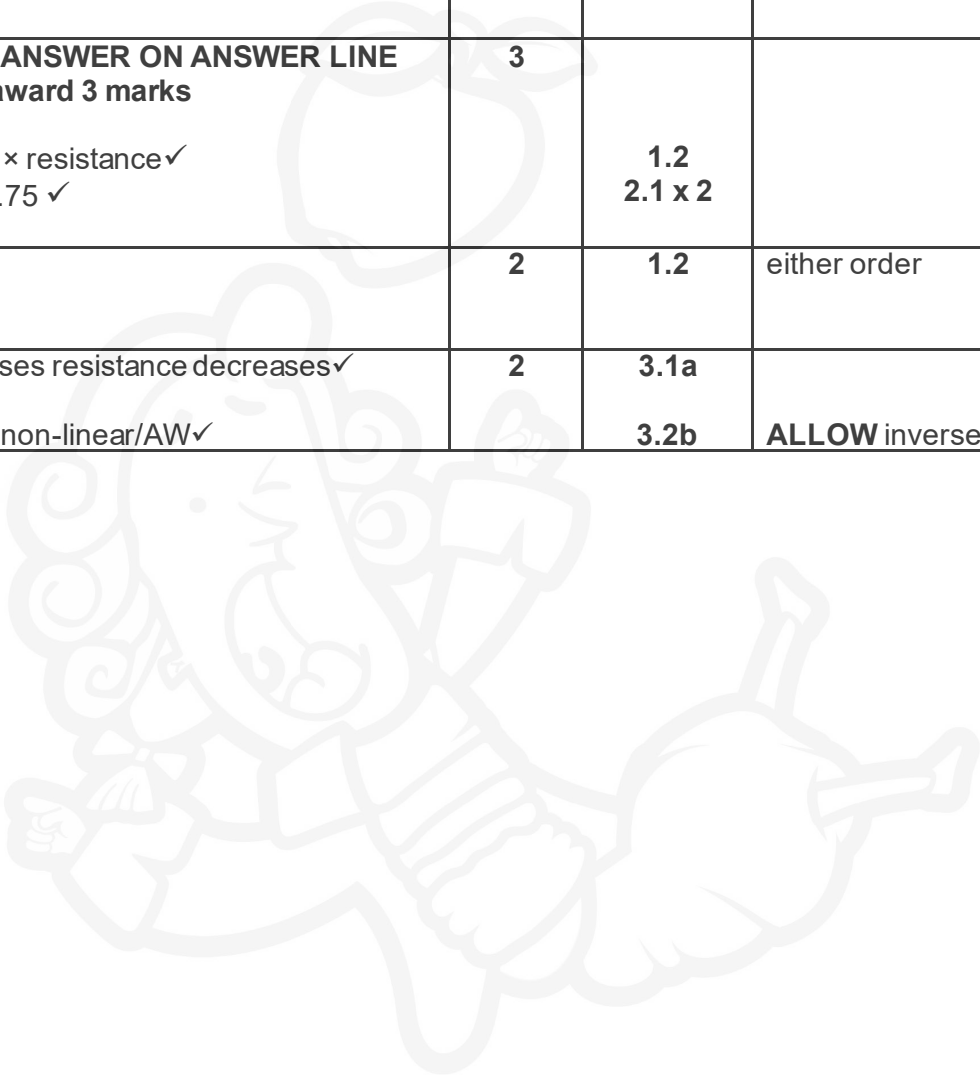 ANSWER ON ANSWER LINE
3
award 3 marks
× resistance✓
1.2
.75 ✓
2.1 x 2
2
1.2
either order
ses resistance decreases✓
2
3.1a
non-linear/AW✓
3.2b
ALLOW inverse